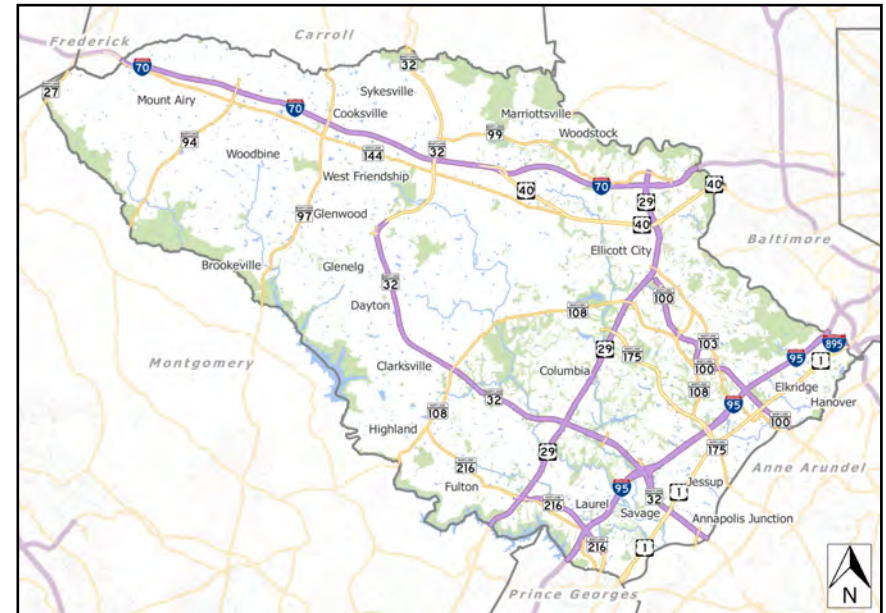 Carroll
Frederick
32
70
27
Sykesville
Mount Airy
70
Cooksville
Marriottsville
99
Woodstock
94
32
144
Woodbine
West Friendship
70
40
40
29
97
Glenwood
40
Baltimore
Ellicott City
Brookeville
Glenelg
32
100
Dayton
108
103
895
29
175
95
1
Montgomery
Clarksville
Columbia
100
Elkridge
108
32
95
Hanover
108
100
Highland
29
175
216
Anne Arundel
Fulton
95
Jessup
1
32
216
Laurel
Savage
Annapolis Junction
216
1
Prince Georges
N